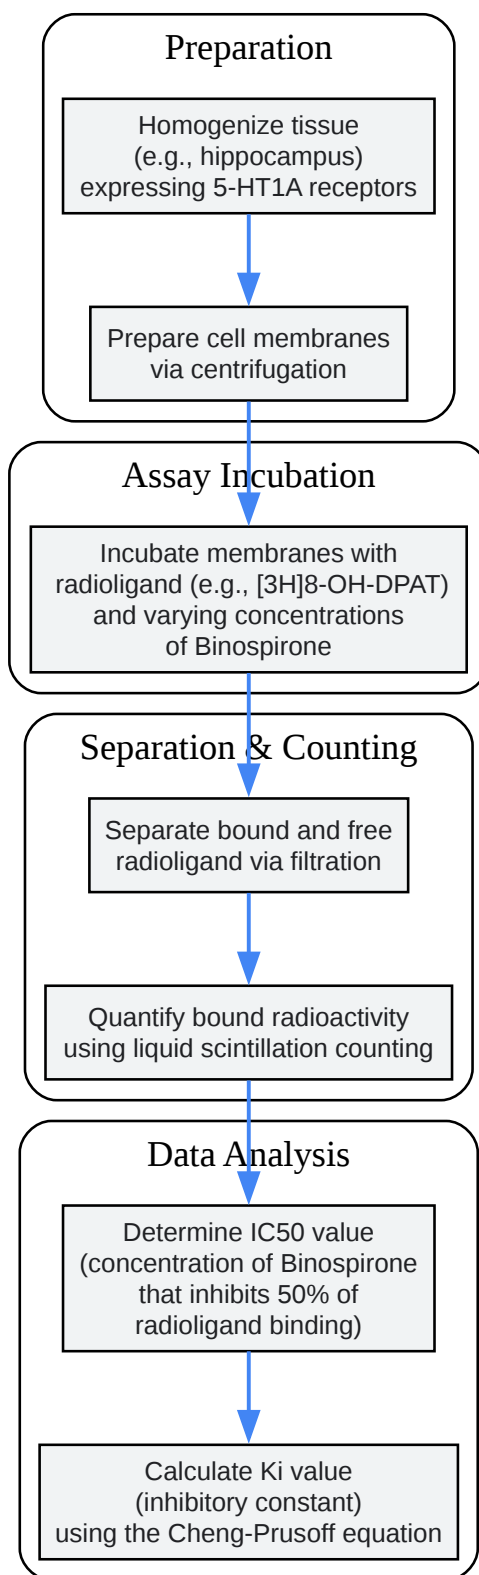 Preparation
Homogenize tissue
(e.g., hippocampus)
expressing 5-HT1A receptors
Prepare cell membranes
via centrifugation
Assay Incubation
Incubate membranes with
radioligand (e.g., [3H]8-OH-DPAT)
and varying concentrations
of Binospirone
Separation & Counting
Separate bound and free
radioligand via filtration
Quantify bound radioactivity
using liquid scintillation counting
Data Analysis
Determine IC50 value
(concentration of Binospirone
that inhibits 50% of
radioligand binding)
Calculate Ki value
(inhibitory constant)
using the Cheng-Prusoff equation